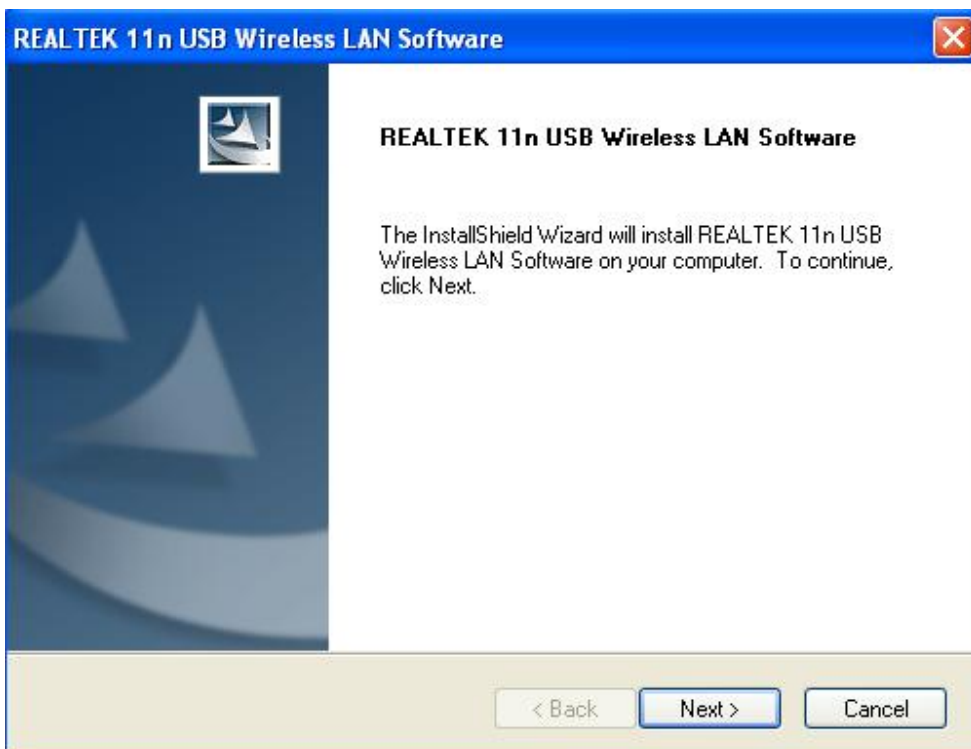 REALTEK 11n USB Wireless LAN Software
REALTEK 11n USB Wireless LAN Software
The InstallShield Wizard will install REALTEK 11n USB
Wireless LAN Software on your computer. To continue,
click Next.
< Back
Next >
Cancel